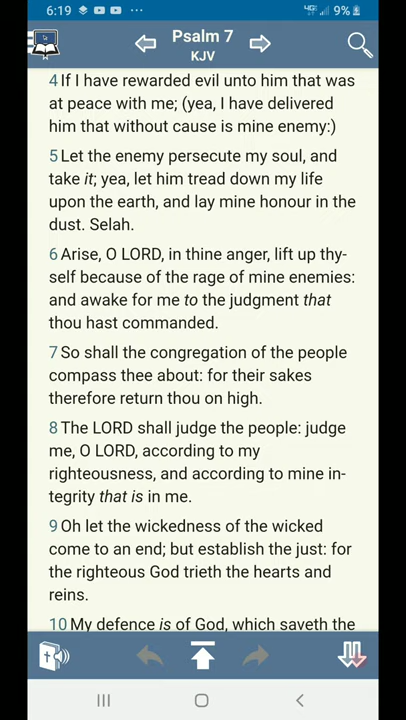 6:19 9%
Psalm 7
KJV
4 If I have rewarded evil unto him that was
at peace with me; (yea, I have delivered
him that without cause is mine enemy:)
5 Let the enemy persecute my soul, and
take it; yea, let him tread down my life
upon the earth, and lay mine honour in the
dust. Selah.
6 Arise, O LORD, in thine anger, lift up thy-
self because of the rage of mine enemies:
and awake for me to the judgment that
thou hast commanded.
7 So shall the congregation of the people
compass thee about: for their sakes
therefore return thou on high.
8 The LORD shall judge the people: judge
me, O LORD, according to my
righteousness, and according to mine in-
tegrity that is in me.
9 Oh let the wickedness of the wicked
come to an end; but establish the just: for
the righteous God trieth the hearts and
reins.
10 My defence is of God, which saveth the